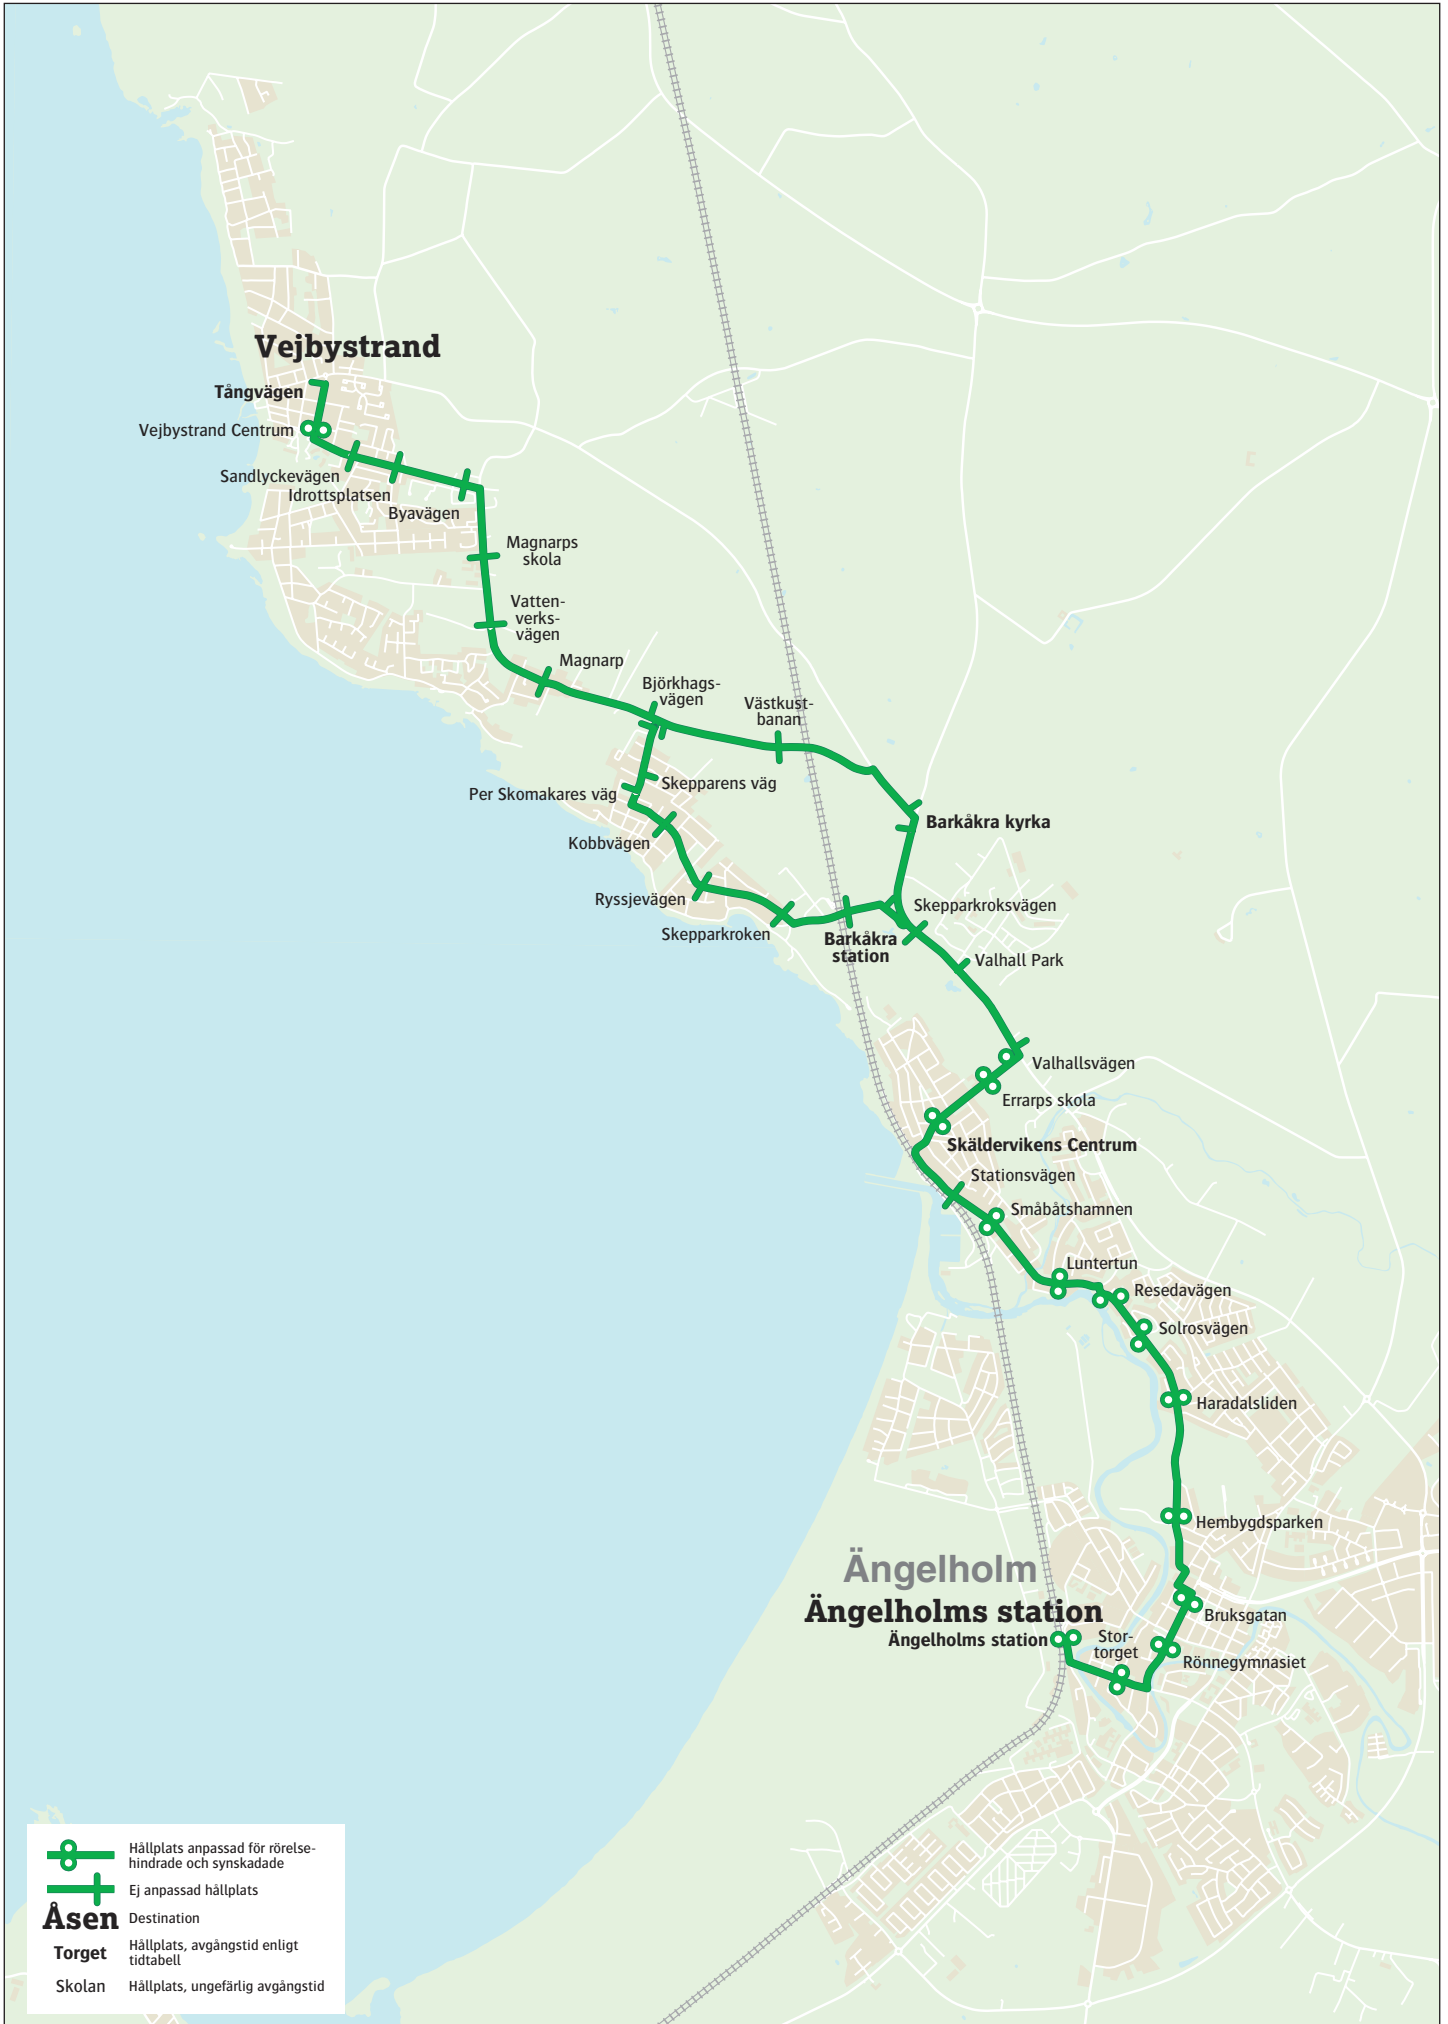 Vejbystrand
Tångvägen
Vejbystrand Centrum
Sandlyckevägen
Idrottsplatsen
Byavägen
Magnarps
skola
Vatten-
verks-
vägen
Magnarp
Björkhags-
vägen
Västkust-
banan
Skepparens väg
Per Skomakares väg
Barkåkra kyrka
Kobbvägen
Ryssjevägen
Skepparkroksvägen
Skepparkroken
Barkåkra
station
Valhall Park
Valhallsvägen
Errarps skola
Skäldervikens Centrum
Stationsvägen
Småbåtshamnen
Luntertun
Resedavägen
Solrosvägen
Haradalsliden
Hembygdsparken
Ängelholm
Ängelholms station
Bruksgatan
Ängelholms station
Stor-
torget
Rönnegymnasiet
Hållplats anpassad för rörelse-
hindrade och synskadade
Ej anpassad hållplats
Åsen Destination
Torget Hållplats, avgångstid enligt
tidtabell
Skolan Hållplats, ungefärlig avgångstid